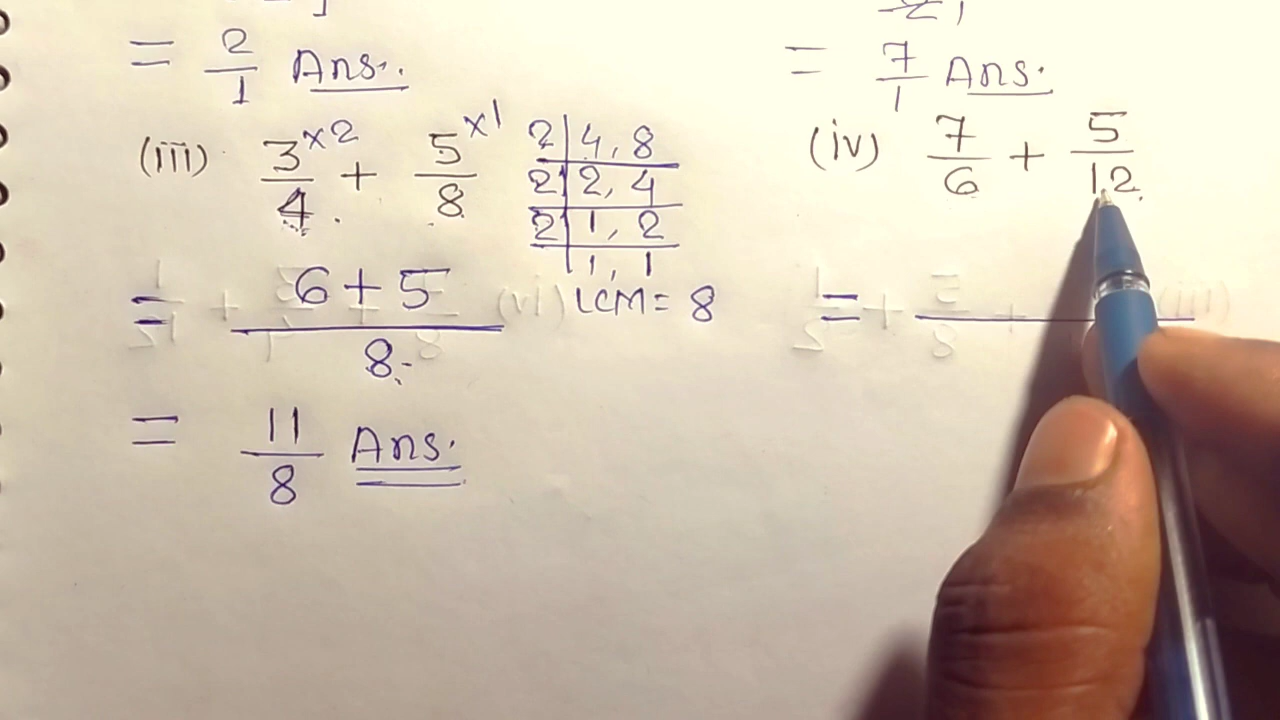 = 2/1 Ans.
(iii) 3/4 ×2 + 5/8 ×1
2 | 4, 8
2 | 2, 4
2 | 1, 2
1, 1
LCM = 8
= 6 + 5 / 8
= 11/8 Ans.
= 7/1 Ans.
(iv) 7/6 + 5/12
=